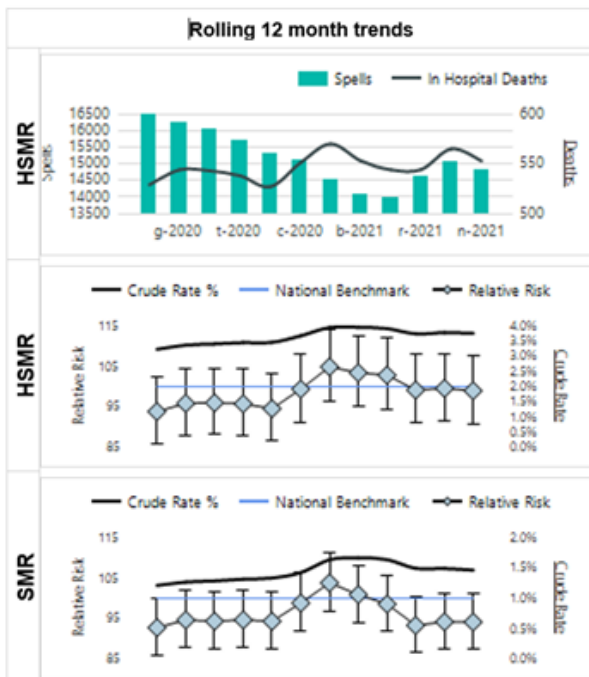 Rolling 12 month trends
HSMR
Spells In Hospital Deaths
Spells
16500
16000
15500
15000
14500
14000
13500
600
550
500
Deaths
g-2020 t-2020 c-2020 b-2021 r-2021 n-2021
HSMR
Crude Rate % National Benchmark Relative Risk
Relative Risk
115
105
95
85
4.0%
3.5%
3.0%
2.5%
2.0%
1.5%
1.0%
0.5%
0.0%
Crude Rate
SMR
Crude Rate % National Benchmark Relative Risk
Relative Risk
115
105
95
85
2.0%
1.5%
1.0%
0.5%
0.0%
Crude Rate